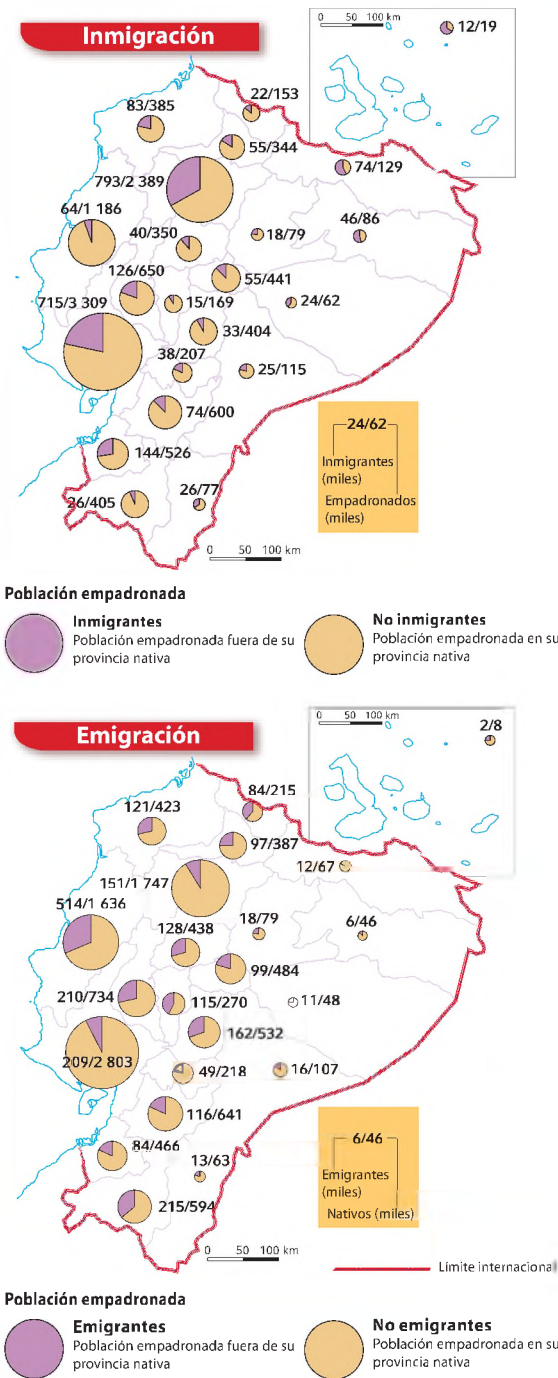 Inmigración
0 50 100 km
12/19
22/153
83/385
55/344
74/129
793/2 389
64/1 186
40/350
18/79
46/86
126/650
55/441
715/3 309
15/169
24/62
33/404
38/207
25/115
74/600
24/62
Inmigrantes
(miles)
Empadronados
(miles)
144/526
26/405
26/77
0 50 100 km
Población empadronada
Inmigrantes
Población empadronada fuera de su
provincia nativa
No inmigrantes
Población empadronada en su
provincia nativa
Emigración
0 50 100 km
2/8
84/215
121/423
97/387
12/67
151/1 747
514/1 636
128/438
18/79
6/46
99/484
210/734
115/270
11/48
162/532
209/2 803
49/218
16/107
116/641
6/46
Emigrantes
(miles)
Nativos (miles)
84/466
13/63
215/594
0 50 100 km
Límite internacional
Población empadronada
Emigrantes
Población empadronada fuera de su
provincia nativa
No emigrantes
Población empadronada en su
provincia nativa